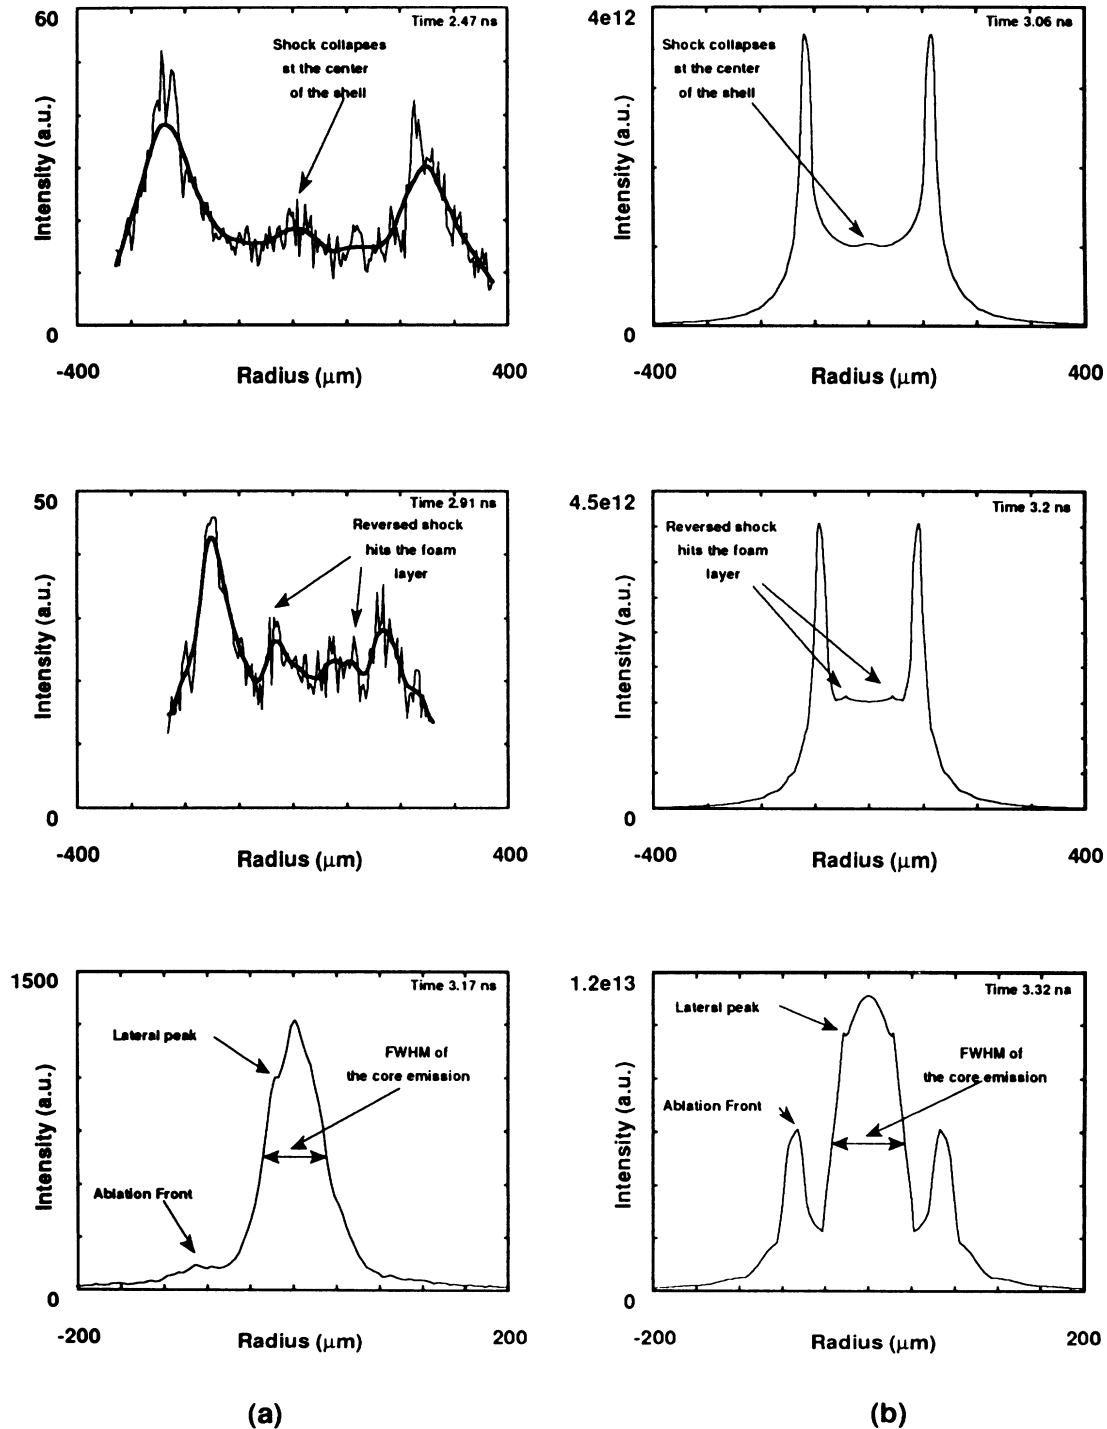 60
Time 2.47 ns
Shock collapses
at the center
of the shell
Intensity (a.u.)
0
-400
Radius (μm)
400
4e12
Time 3.06 ns
Shock collapses
at the center
of the shell
Intensity (a.u.)
0
-400
Radius (μm)
400
50
Time 2.91 ns
Reversed shock
hits the foam
layer
Intensity (a.u.)
0
-400
Radius (μm)
400
4.5e12
Time 3.2 ns
Reversed shock
hits the foam
layer
Intensity (a.u.)
0
-400
Radius (μm)
400
1500
Time 3.17 ns
Lateral peak
FWHM of
the core emission
Ablation Front
Intensity (a.u.)
0
-200
Radius (μm)
200
1.2e13
Time 3.32 ns
Lateral peak
FWHM of
the core emission
Ablation Front
Intensity (a.u.)
0
-200
Radius (μm)
200
(a)
(b)